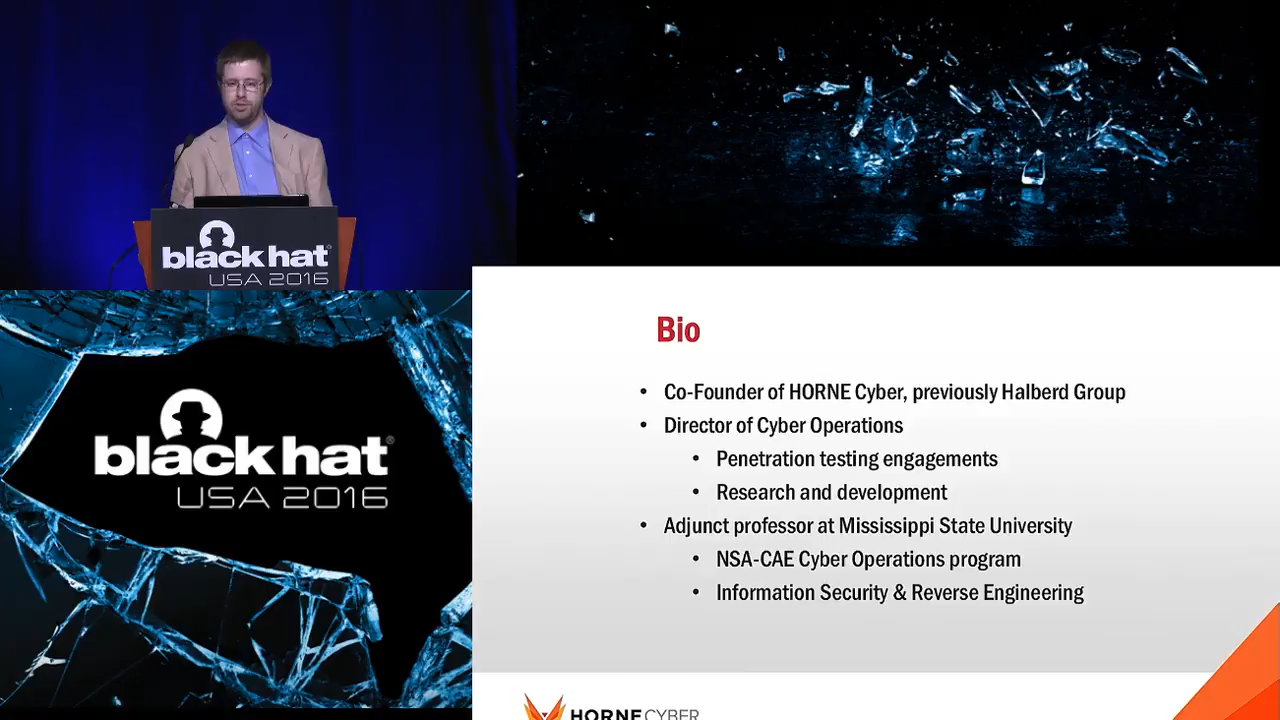 black hat®
USA 2016
black hat®
USA 2016
Bio
• Co-Founder of HORNE Cyber, previously Halberd Group
• Director of Cyber Operations
• Penetration testing engagements
• Research and development
• Adjunct professor at Mississippi State University
• NSA-CAE Cyber Operations program
• Information Security & Reverse Engineering
HORNE CYBER